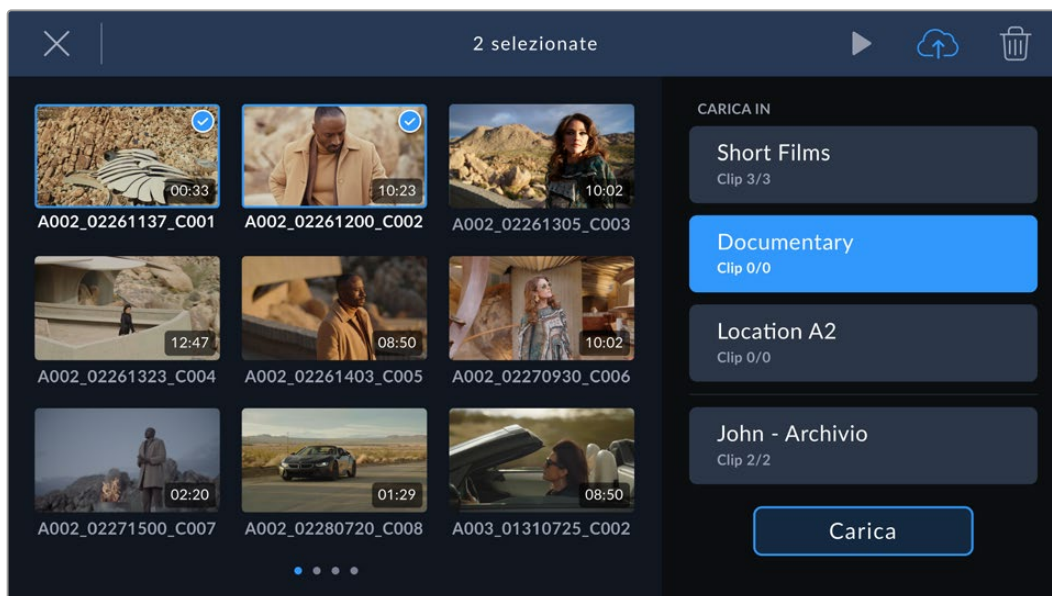 2 selezionate
00:33
10:23
10:02
A002_02261137_C001
A002_02261200_C002
A002_02261305_C003
12:47
08:50
10:02
A002_02261323_C004
A002_02261403_C005
A002_02270930_C006
02:20
01:29
08:50
A002_02271500_C007
A002_02280720_C008
A003_01310725_C002
CARICA IN
Short Films
Clip 3/3
Documentary
Clip 0/0
Location A2
Clip 0/0
John - Archivio
Clip 2/2
Carica